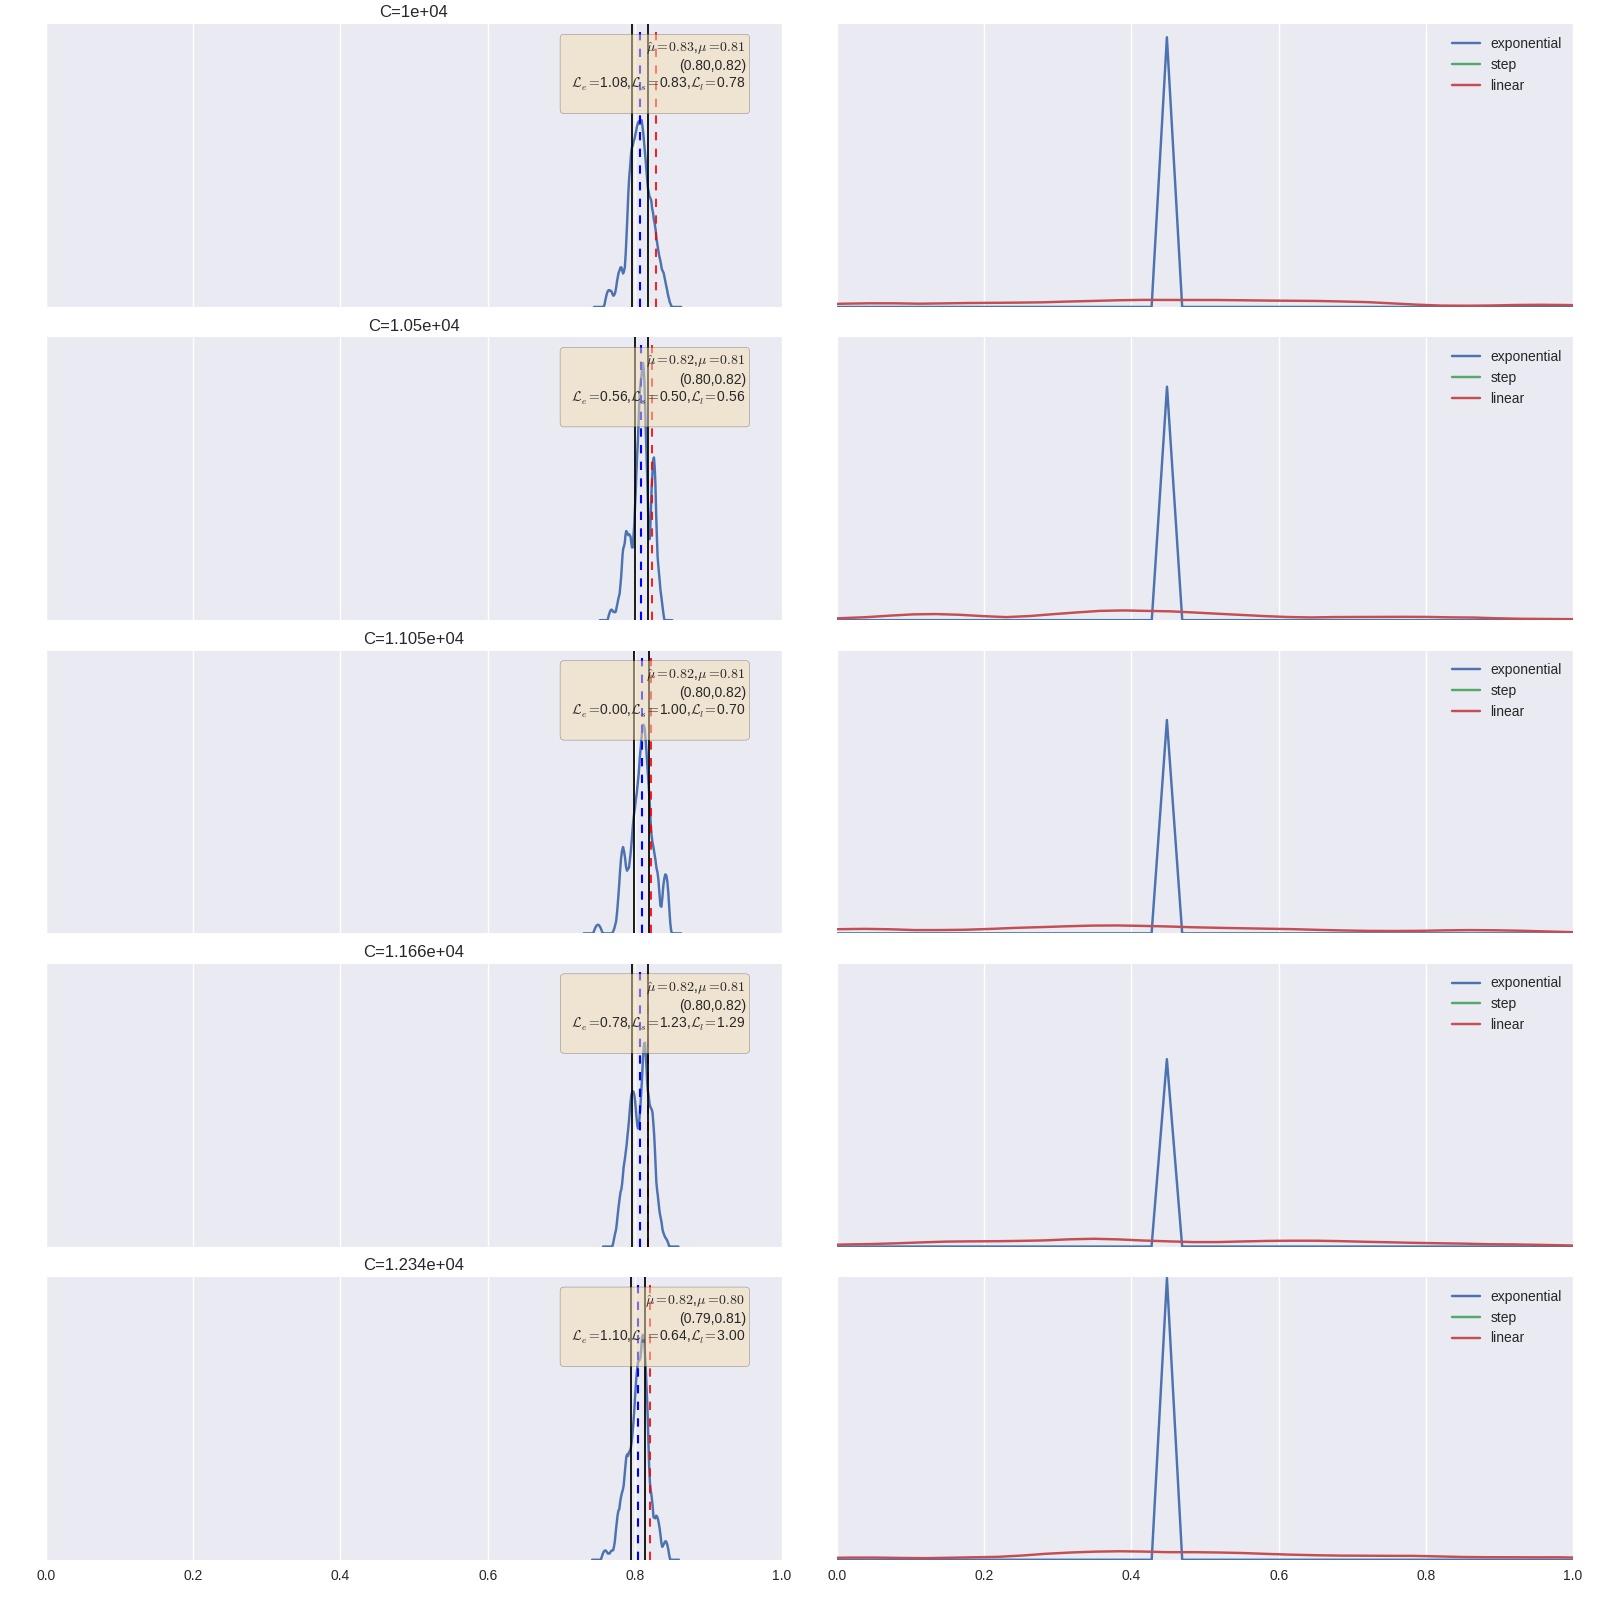 C=1e+04
μ̂=0.83,μ=0.81
(0.80,0.82)
ℒₑ=1.08,ℒₛ=0.83,ℒₗ=0.78
exponential
step
linear
C=1.05e+04
μ̂=0.82,μ=0.81
(0.80,0.82)
ℒₑ=0.56,ℒₛ=0.50,ℒₗ=0.56
exponential
step
linear
C=1.105e+04
μ̂=0.82,μ=0.81
(0.80,0.82)
ℒₑ=0.00,ℒₛ=1.00,ℒₗ=0.70
exponential
step
linear
C=1.166e+04
μ̂=0.82,μ=0.81
(0.80,0.82)
ℒₑ=0.78,ℒₛ=1.23,ℒₗ=1.29
exponential
step
linear
C=1.234e+04
μ̂=0.82,μ=0.80
(0.79,0.81)
ℒₑ=1.10,ℒₛ=0.64,ℒₗ=3.00
exponential
step
linear
0.0 0.2 0.4 0.6 0.8 1.0
0.0 0.2 0.4 0.6 0.8 1.0